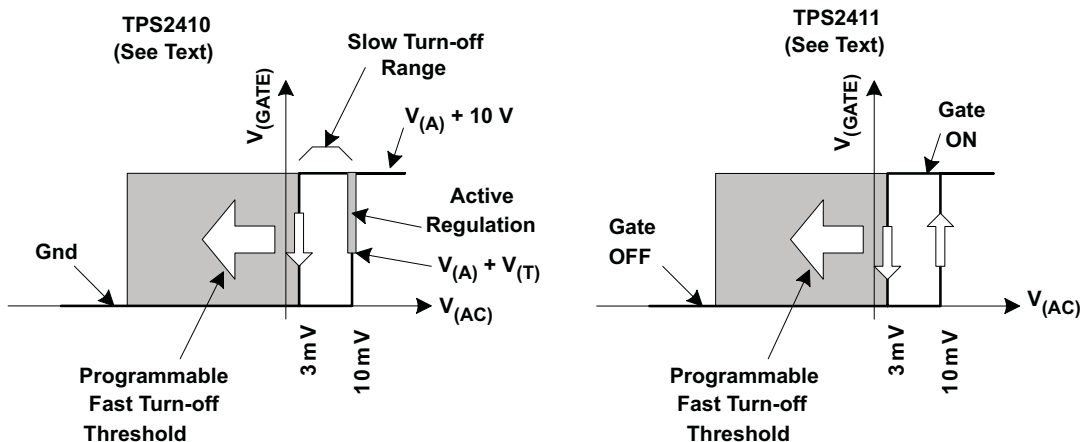 TPS2410
(See Text)
Slow Turn-off
Range
V(GATE)
V(A) + 10 V
Active
Regulation
Gnd
V(A) + V(T)
V(AC)
3 mV
10 mV
Programmable
Fast Turn-off
Threshold
TPS2411
(See Text)
V(GATE)
Gate
ON
Gate
OFF
V(AC)
3 mV
10 mV
Programmable
Fast Turn-off
Threshold